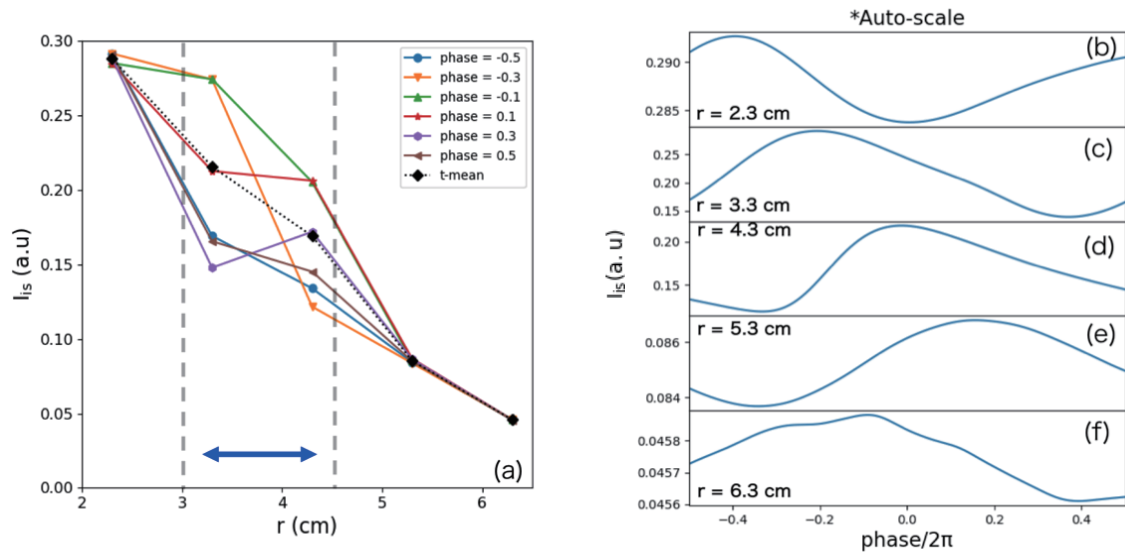 0.30
0.25
0.20
0.15
0.10
0.05
0.00
I_is (a.u)
2
3
4
5
6
r (cm)
phase = -0.5
phase = -0.3
phase = -0.1
phase = 0.1
phase = 0.3
phase = 0.5
t-mean
(a)
*Auto-scale
0.290
0.285
(b)
r = 2.3 cm
0.25
0.20
0.15
(c)
r = 3.3 cm
r = 4.3 cm
0.20
0.15
(d)
I_is(a.u)
r = 5.3 cm
0.086
0.084
(e)
0.0458
0.0457
0.0456
(f)
r = 6.3 cm
−0.4
−0.2
0.0
0.2
0.4
phase/2π